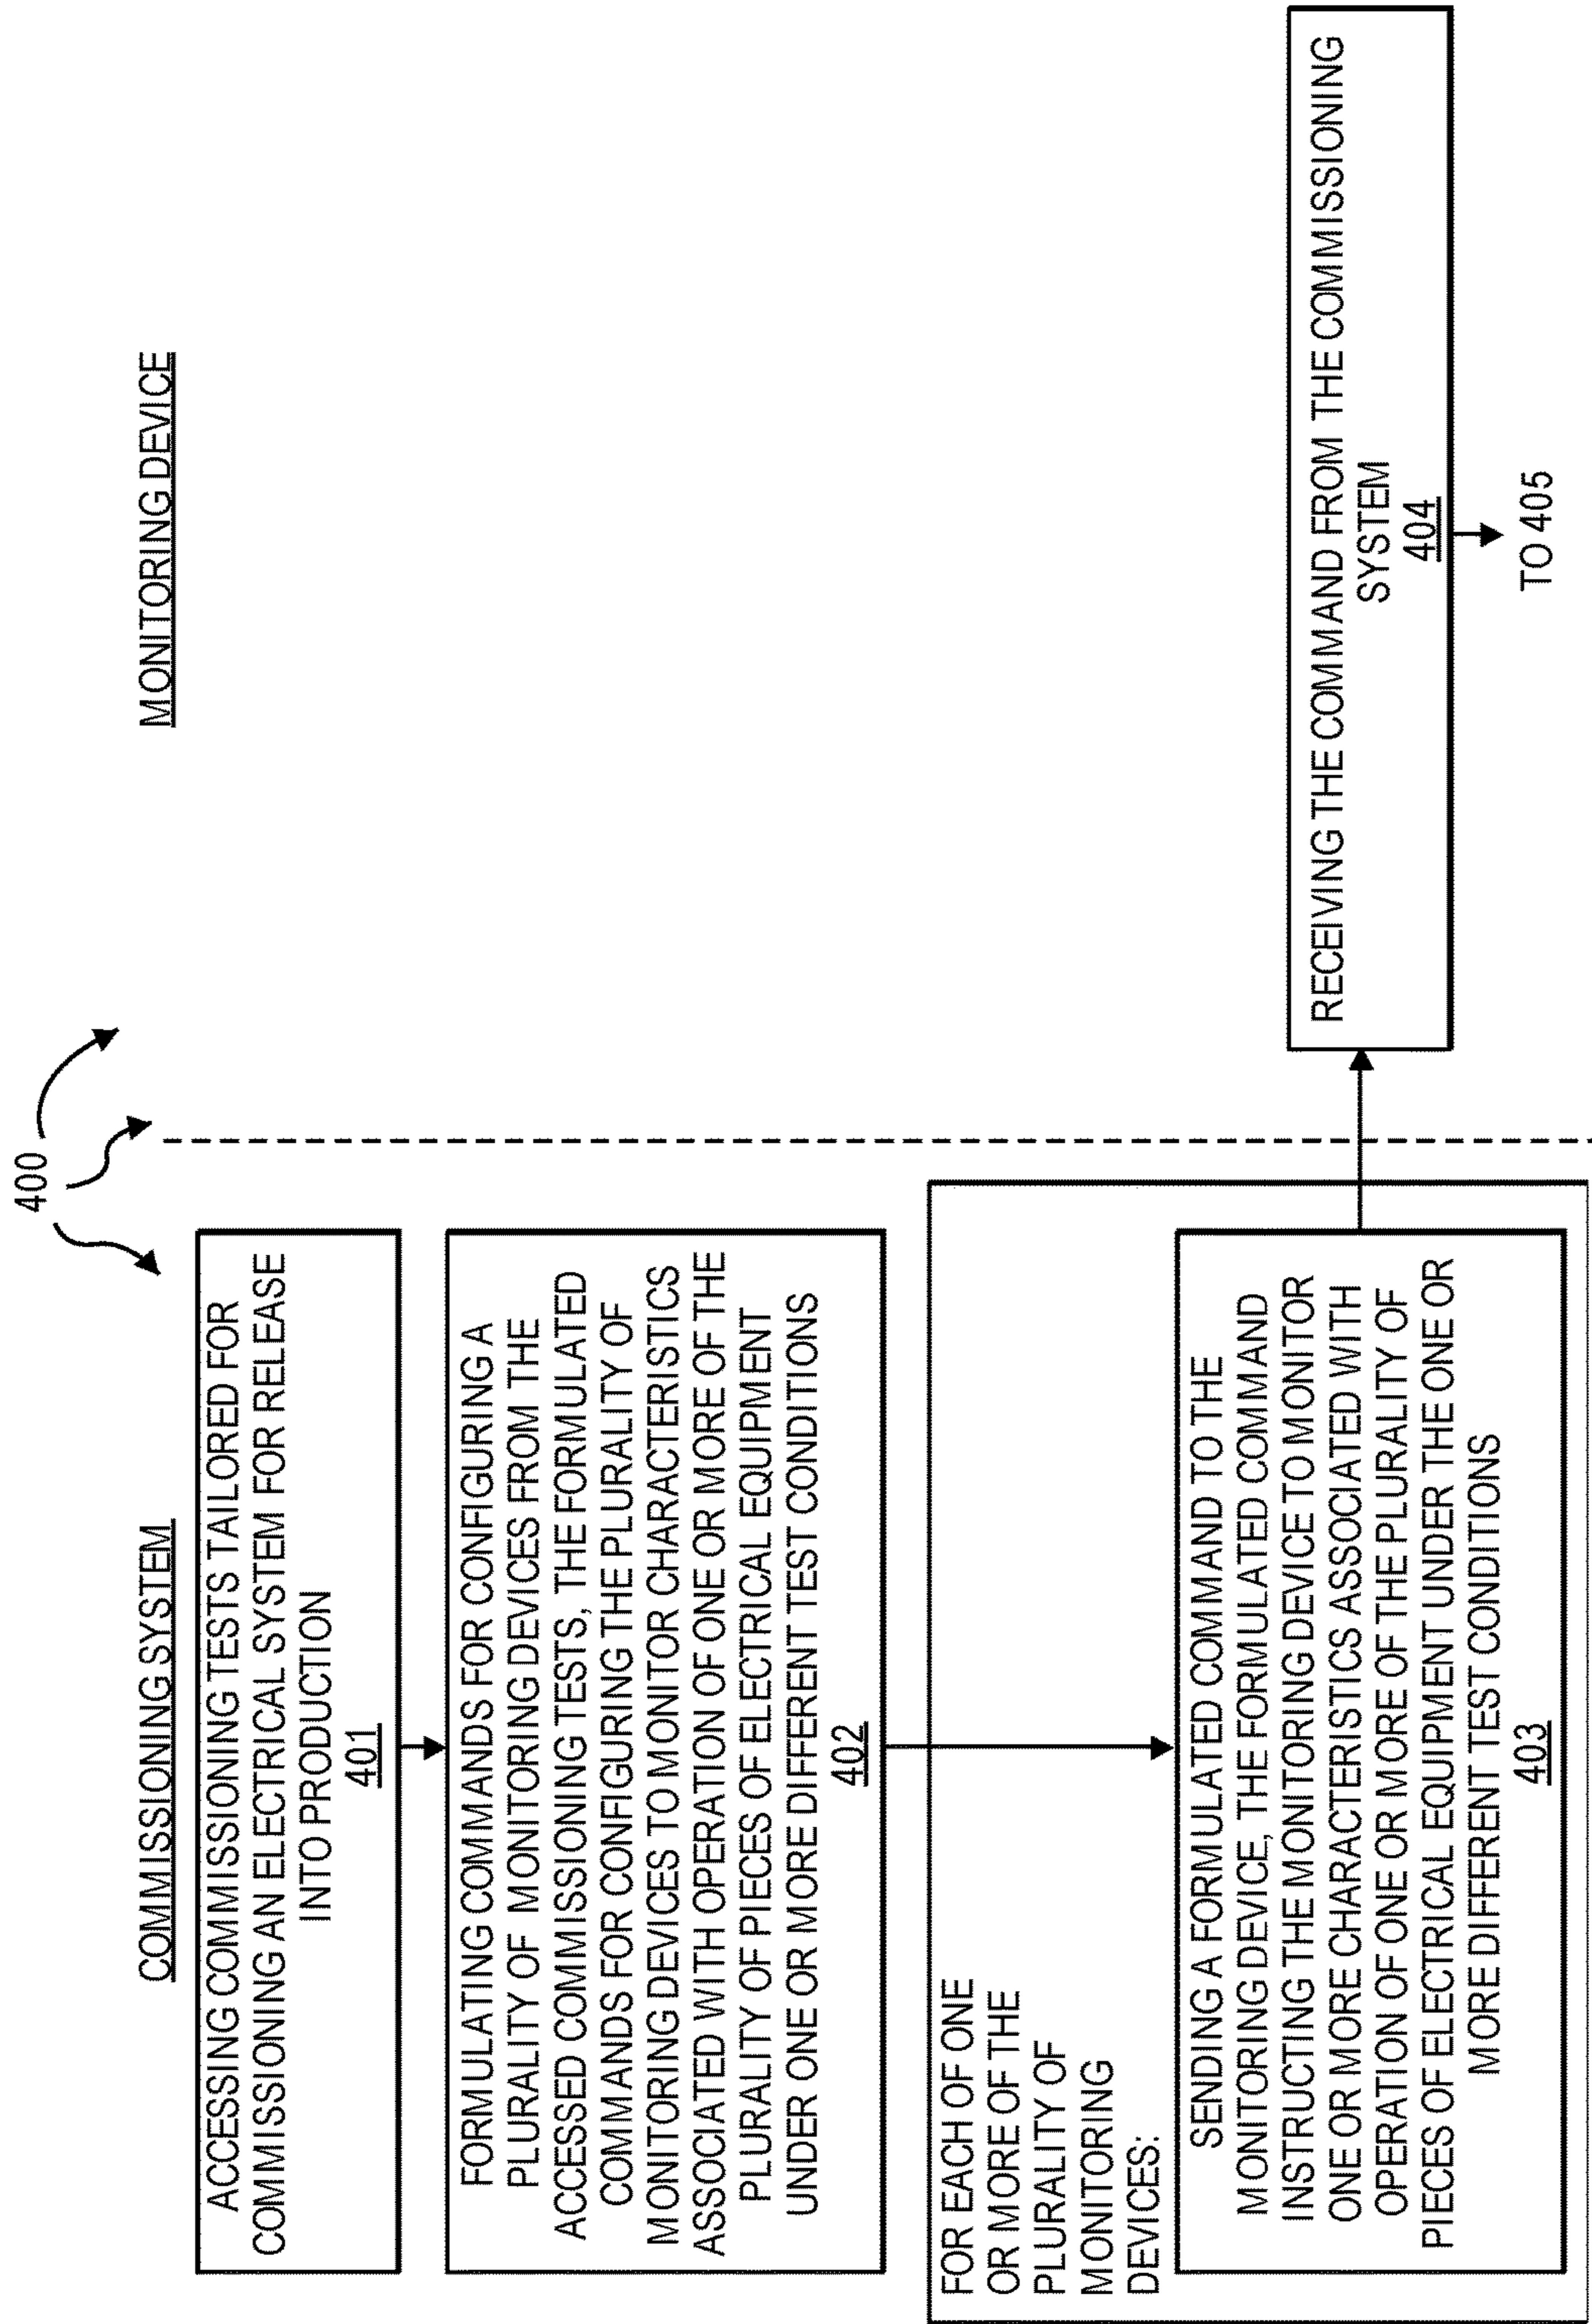 400
COMMISSIONING SYSTEM
MONITORING DEVICE
ACCESSING COMMISSIONING TESTS TAILORED FOR
COMMISSIONING AN ELECTRICAL SYSTEM FOR RELEASE
INTO PRODUCTION
401
FORMULATING COMMANDS FOR CONFIGURING A
PLURALITY OF MONITORING DEVICES FROM THE
ACCESSED COMMISSIONING TESTS, THE FORMULATED
COMMANDS FOR CONFIGURING THE PLURALITY OF
MONITORING DEVICES TO MONITOR CHARACTERISTICS
ASSOCIATED WITH OPERATION OF ONE OR MORE OF THE
PLURALITY OF PIECES OF ELECTRICAL EQUIPMENT
UNDER ONE OR MORE DIFFERENT TEST CONDITIONS
402
FOR EACH OF ONE
OR MORE OF THE
PLURALITY OF
MONITORING
DEVICES:
SENDING A FORMULATED COMMAND TO THE
MONITORING DEVICE, THE FORMULATED COMMAND
INSTRUCTING THE MONITORING DEVICE TO MONITOR
ONE OR MORE CHARACTERISTICS ASSOCIATED WITH
OPERATION OF ONE OR MORE OF THE PLURALITY OF
PIECES OF ELECTRICAL EQUIPMENT UNDER THE ONE OR
MORE DIFFERENT TEST CONDITIONS
403
RECEIVING THE COMMAND FROM THE COMMISSIONING
SYSTEM
404
TO 405